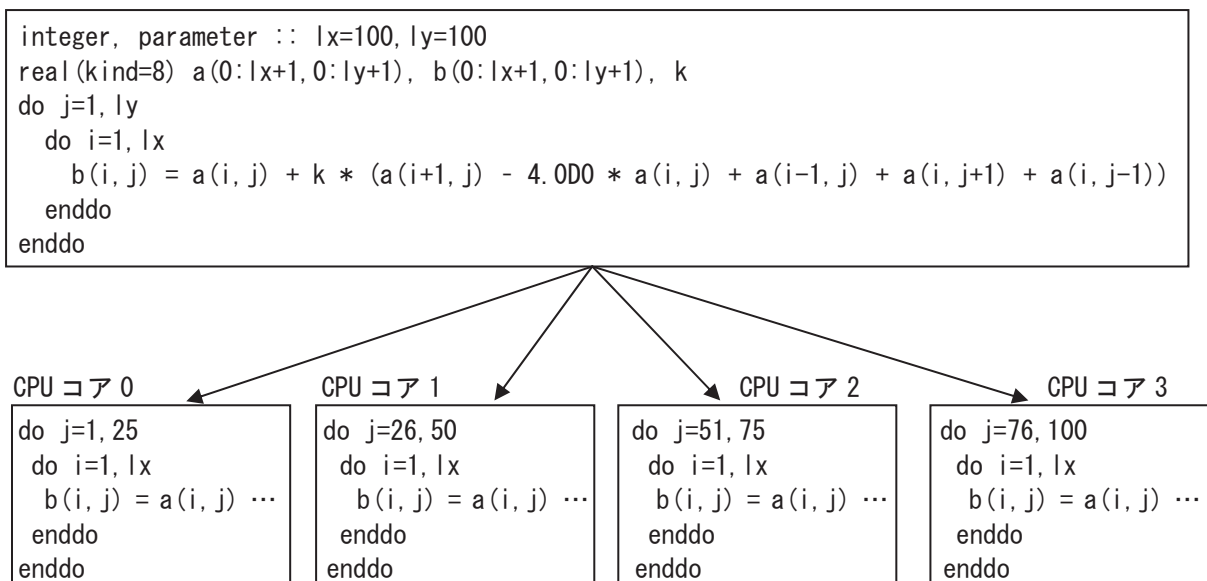 integer, parameter :: lx=100,ly=100
real(kind=8) a(0:lx+1,0:ly+1), b(0:lx+1,0:ly+1), k
do j=1,ly
  do i=1,lx
    b(i,j) = a(i,j) + k * (a(i+1,j) - 4.0D0 * a(i,j) + a(i-1,j) + a(i,j+1) + a(i,j-1))
  enddo
enddo
CPU コア 0
do j=1,25
 do i=1,lx
  b(i,j) = a(i,j) …
 enddo
enddo
CPU コア 1
do j=26,50
 do i=1,lx
  b(i,j) = a(i,j) …
 enddo
enddo
CPU コア 2
do j=51,75
 do i=1,lx
  b(i,j) = a(i,j) …
 enddo
enddo
CPU コア 3
do j=76,100
 do i=1,lx
  b(i,j) = a(i,j) …
 enddo
enddo